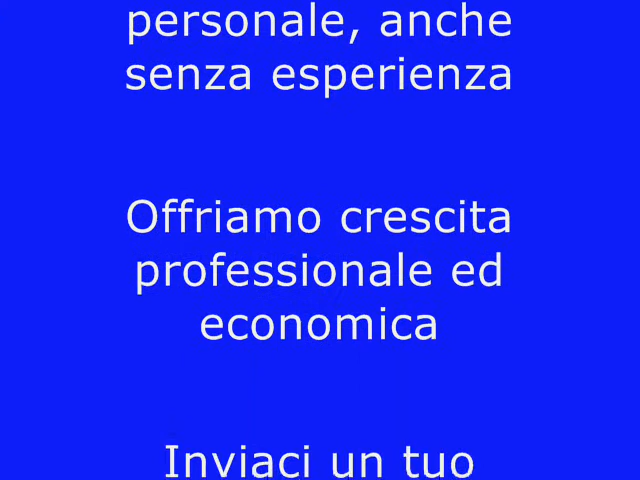 personale, anche
senza esperienza
Offriamo crescita
professionale ed
economica
Inviaci un tuo